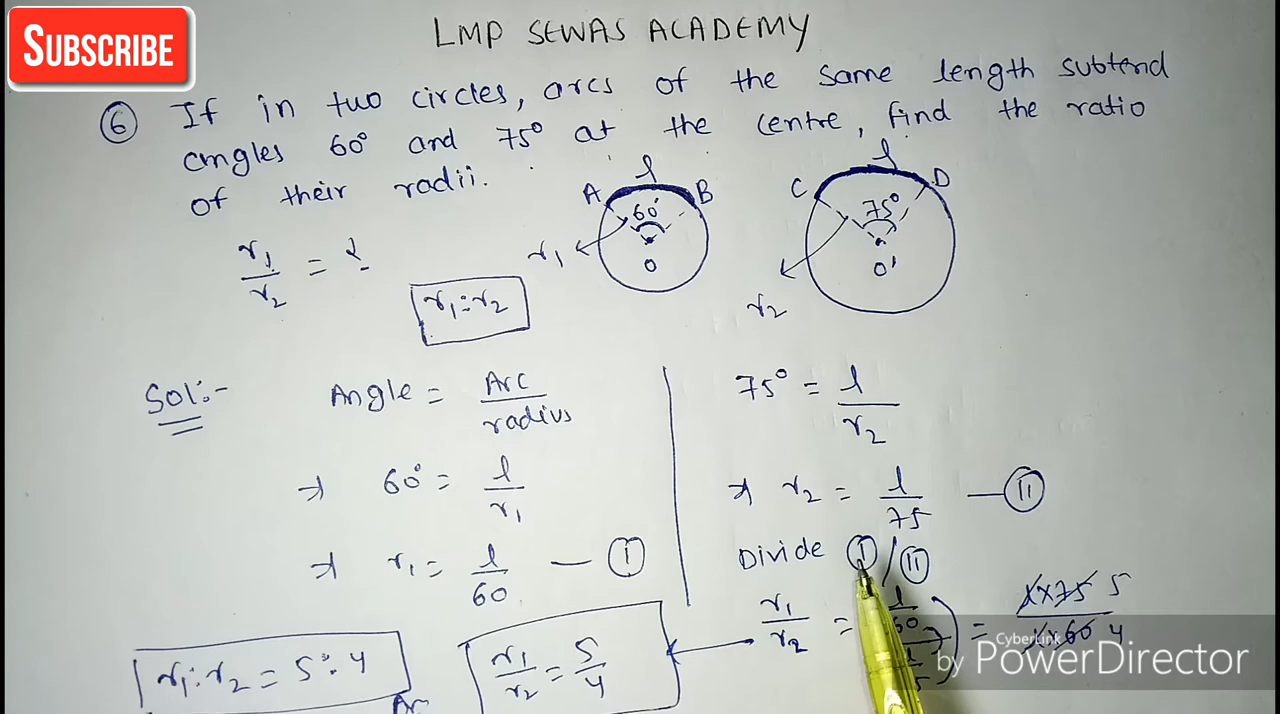 SUBSCRIBE
LMP SEWAS ACADEMY
⑥ If in two circles, arcs of the same length subtend
angles 60° and 75° at the centre, find the ratio
of their radii.
l
A B
60°
O
r₁
l
C D
75°
O'
r₂
r₁/r₂ = ?
r₁:r₂
Sol:-
Angle = Arc/radius
⇒ 60° = l/r₁
⇒ r₁ = l/60 — Ⓘ
75° = l/r₂
⇒ r₂ = l/75 — Ⓘⓘ
Divide Ⓘ/Ⓘⓘ
r₁/r₂ = l/60 = l×75 5 / l×60 4
r₁/r₂ = 5/4
r₁:r₂ = 5:4
CyberLink
by PowerDirector